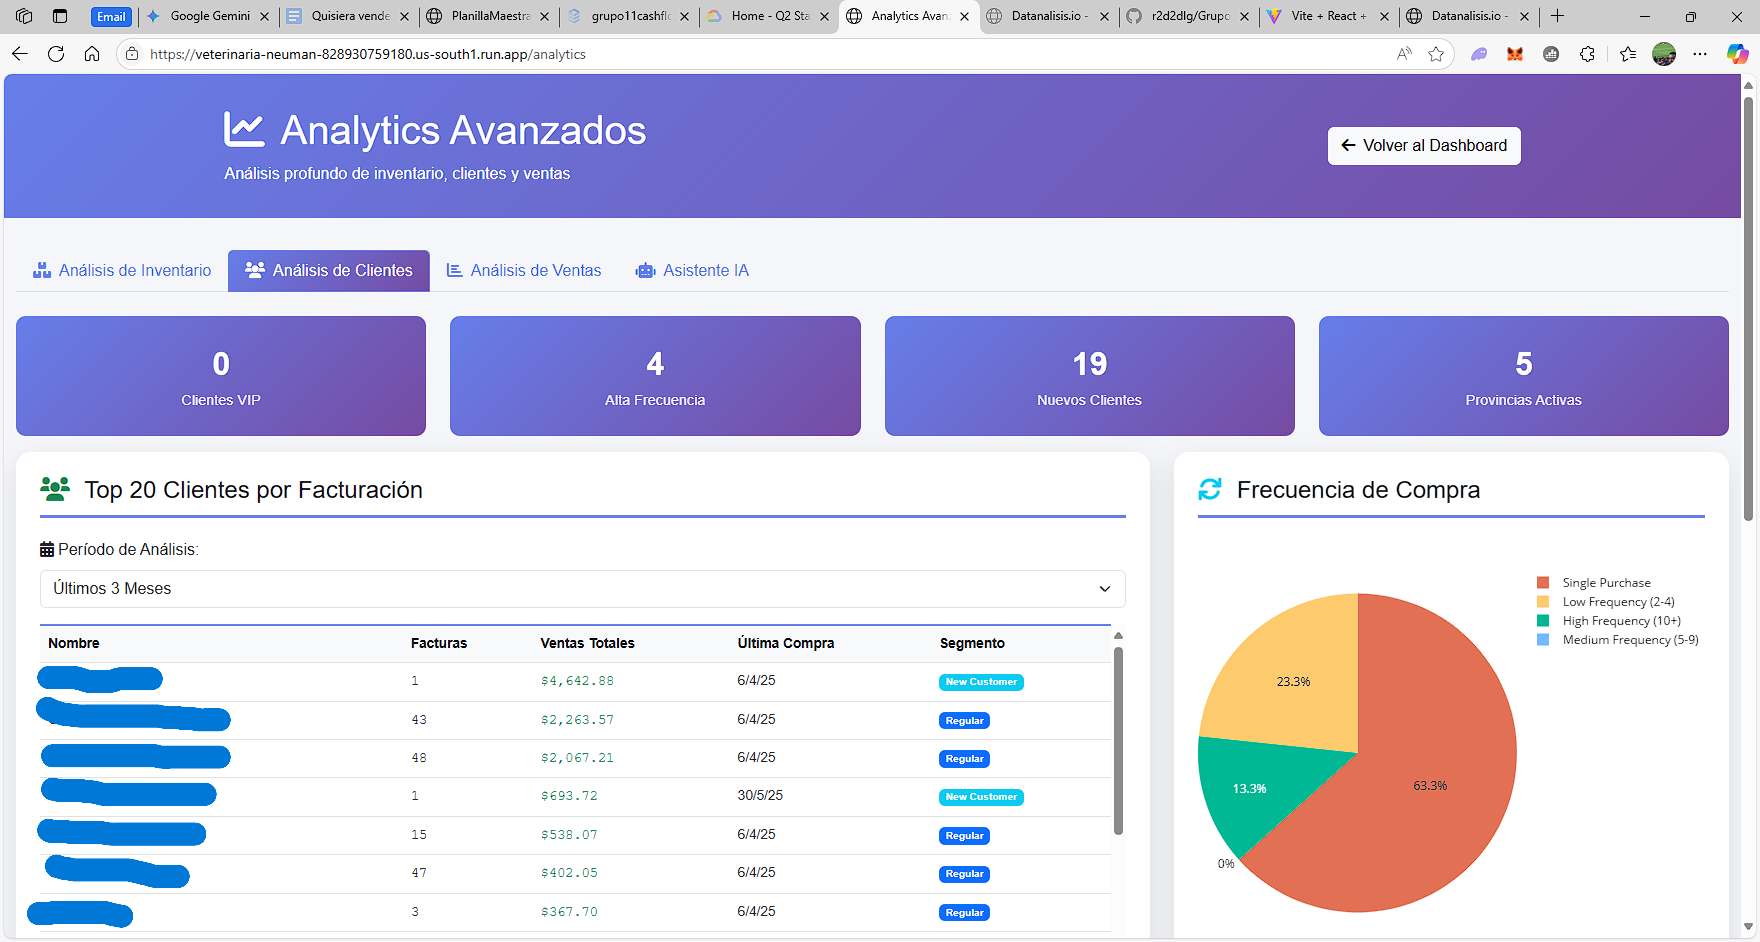 Email
Google Gemini
Quisiera vende
PlanillaMaestra
grupo11cashfl
Home - Q2 Sta
Analytics Avan
Datanalisis.io -
r2d2dlg/Grupo
Vite + React +
Datanalisis.io -
https://veterinaria-neuman-828930759180.us-south1.run.app/analytics
Analytics Avanzados
Volver al Dashboard
Análisis profundo de inventario, clientes y ventas
Análisis de Inventario
Análisis de Clientes
Análisis de Ventas
Asistente IA
0
Clientes VIP
4
Alta Frecuencia
19
Nuevos Clientes
5
Provincias Activas
Top 20 Clientes por Facturación
Período de Análisis:
Últimos 3 Meses
Nombre Facturas Ventas Totales Última Compra Segmento
1 $4,642.88 6/4/25 New Customer
43 $2,263.57 6/4/25 Regular
48 $2,067.21 6/4/25 Regular
1 $693.72 30/5/25 New Customer
15 $538.07 6/4/25 Regular
47 $402.05 6/4/25 Regular
3 $367.70 6/4/25 Regular
Frecuencia de Compra
Single Purchase
Low Frequency (2-4)
High Frequency (10+)
Medium Frequency (5-9)
23.3%
13.3%
63.3%
0%